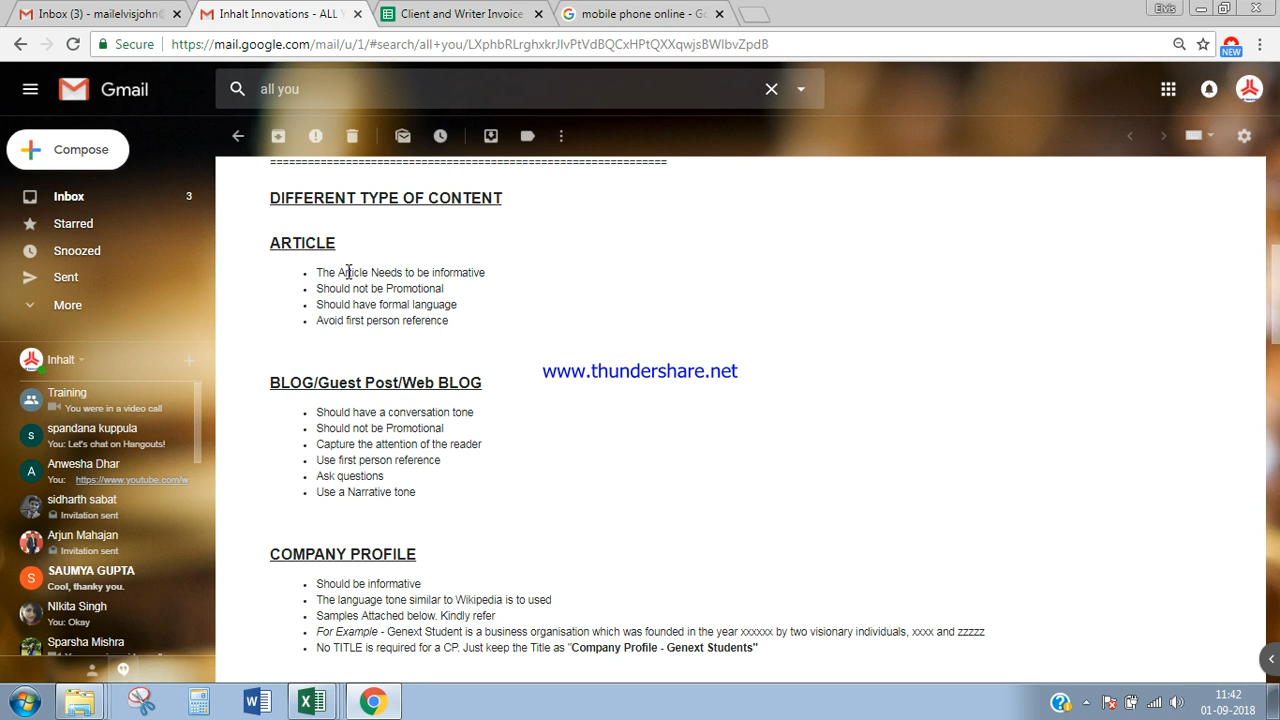 Inbox (3) - mailelvisjohn@
Inhalt Innovations - ALL Y
Client and Writer Invoice
mobile phone online - Go
Elvis
Secure
https://mail.google.com/mail/u/1/#search/all+you/
NEW
Gmail
all you
Compose
Inbox 3
Starred
Snoozed
Sent
More
Inhalt
Training
You were in a video call
spandana kuppula
S
You: Let's chat on Hangouts!
Anwesha Dhar
A
You: https://www.youtube.com/w
sidharth sabat
Invitation sent
Arjun Mahajan
Invitation sent
SAUMYA GUPTA
S
Cool, thanky you.
NIkita Singh
You: Okay
Sparsha Mishra
==============================================================
DIFFERENT TYPE OF CONTENT
ARTICLE
• The Article Needs to be informative
• Should not be Promotional
• Should have formal language
• Avoid first person reference
www.thundershare.net
BLOG/Guest Post/Web BLOG
• Should have a conversation tone
• Should not be Promotional
• Capture the attention of the reader
• Use first person reference
• Ask questions
• Use a Narrative tone
COMPANY PROFILE
• Should be informative
• The language tone similar to Wikipedia is to used
• Samples Attached below. Kindly refer
• For Example - Genext Student is a business organisation which was founded in the year xxxxxx by two visionary individuals, xxxx and zzzzz
• No TITLE is required for a CP. Just keep the Title as "Company Profile - Genext Students"
11:42
01-09-2018